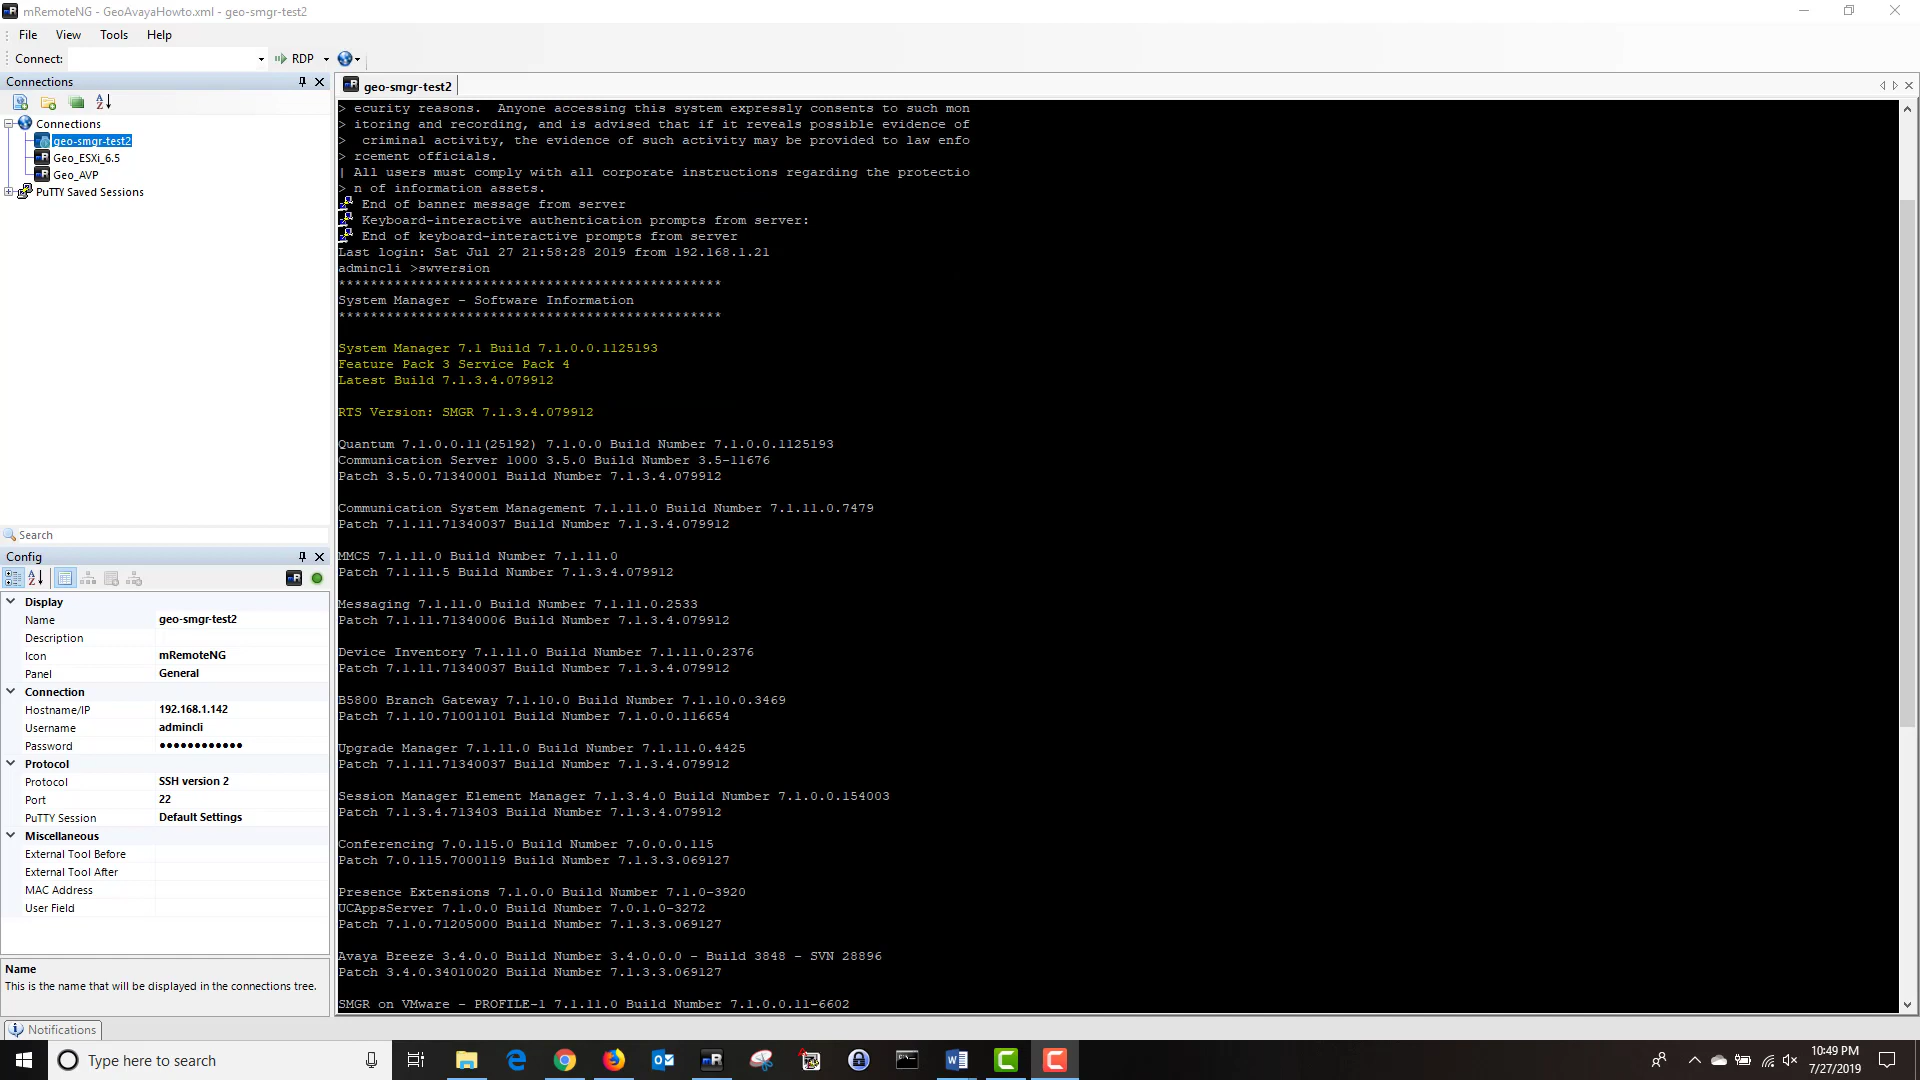 mRemoteNG - GeoAvayaHowto.xml - geo-smgr-test2
File View Tools Help
Connect: RDP
Connections
Connections
geo-smgr-test2
Geo_ESXi_6.5
Geo_AVP
PuTTY Saved Sessions
Search
Config
Display
Name geo-smgr-test2
Description
Icon mRemoteNG
Panel General
Connection
Hostname/IP 192.168.1.142
Username admincli
Password ●●●●●●●●●●●●
Protocol
Protocol SSH version 2
Port 22
PuTTY Session Default Settings
Miscellaneous
External Tool Before
External Tool After
MAC Address
User Field
Name
This is the name that will be displayed in the connections tree.
Notifications
geo-smgr-test2
> ecurity reasons.  Anyone accessing this system expressly consents to such mon
> itoring and recording, and is advised that if it reveals possible evidence of
>  criminal activity, the evidence of such activity may be provided to law enfo
> rcement officials.
| All users must comply with all corporate instructions regarding the protectio
> n of information assets.
End of banner message from server
Keyboard-interactive authentication prompts from server:
End of keyboard-interactive prompts from server
Last login: Sat Jul 27 21:58:28 2019 from 192.168.1.21
admincli >swversion
************************************************
System Manager - Software Information
************************************************
System Manager 7.1 Build 7.1.0.0.1125193
Feature Pack 3 Service Pack 4
Latest Build 7.1.3.4.079912
RTS Version: SMGR 7.1.3.4.079912
Quantum 7.1.0.0.11(25192) 7.1.0.0 Build Number 7.1.0.0.1125193
Communication Server 1000 3.5.0 Build Number 3.5-11676
Patch 3.5.0.71340001 Build Number 7.1.3.4.079912
Communication System Management 7.1.11.0 Build Number 7.1.11.0.7479
Patch 7.1.11.71340037 Build Number 7.1.3.4.079912
MMCS 7.1.11.0 Build Number 7.1.11.0
Patch 7.1.11.5 Build Number 7.1.3.4.079912
Messaging 7.1.11.0 Build Number 7.1.11.0.2533
Patch 7.1.11.71340006 Build Number 7.1.3.4.079912
Device Inventory 7.1.11.0 Build Number 7.1.11.0.2376
Patch 7.1.11.71340037 Build Number 7.1.3.4.079912
B5800 Branch Gateway 7.1.10.0 Build Number 7.1.10.0.3469
Patch 7.1.10.71001101 Build Number 7.1.0.0.116654
Upgrade Manager 7.1.11.0 Build Number 7.1.11.0.4425
Patch 7.1.11.71340037 Build Number 7.1.3.4.079912
Session Manager Element Manager 7.1.3.4.0 Build Number 7.1.0.0.154003
Patch 7.1.3.4.713403 Build Number 7.1.3.4.079912
Conferencing 7.0.115.0 Build Number 7.0.0.0.115
Patch 7.0.115.7000119 Build Number 7.1.3.3.069127
Presence Extensions 7.1.0.0 Build Number 7.1.0-3920
UCAppsServer 7.1.0.0 Build Number 7.0.1.0-3272
Patch 7.1.0.71205000 Build Number 7.1.3.3.069127
Avaya Breeze 3.4.0.0 Build Number 3.4.0.0.0 - Build 3848 - SVN 28896
Patch 3.4.0.34010020 Build Number 7.1.3.3.069127
SMGR on VMware - PROFILE-1 7.1.11.0 Build Number 7.1.0.0.11-6602
Type here to search
10:49 PM
7/27/2019